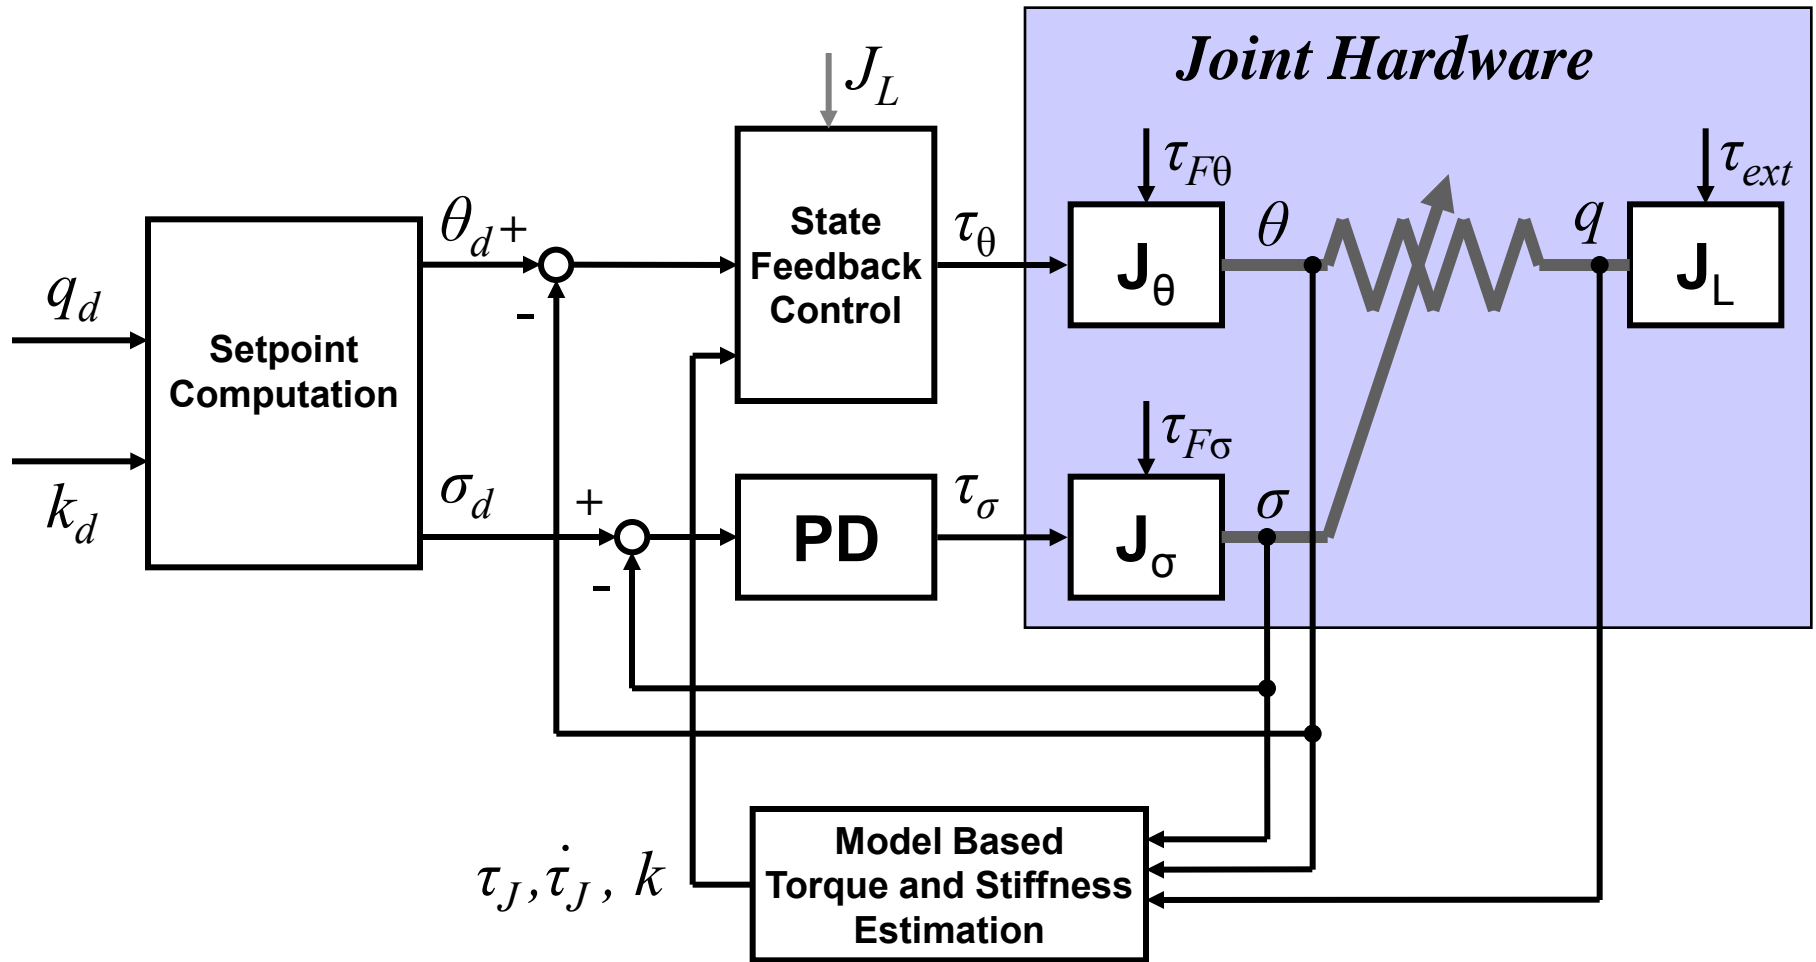 Joint Hardware
J_L
τ_Fθ
τ_ext
θ_d +
State
Feedback
Control
τ_θ
J_θ
θ
q
J_L
q_d
-
Setpoint
Computation
k_d
σ_d
+
-
PD
τ_σ
τ_Fσ
J_σ
σ
τ_J, τ̇_J, k
Model Based
Torque and Stiffness
Estimation